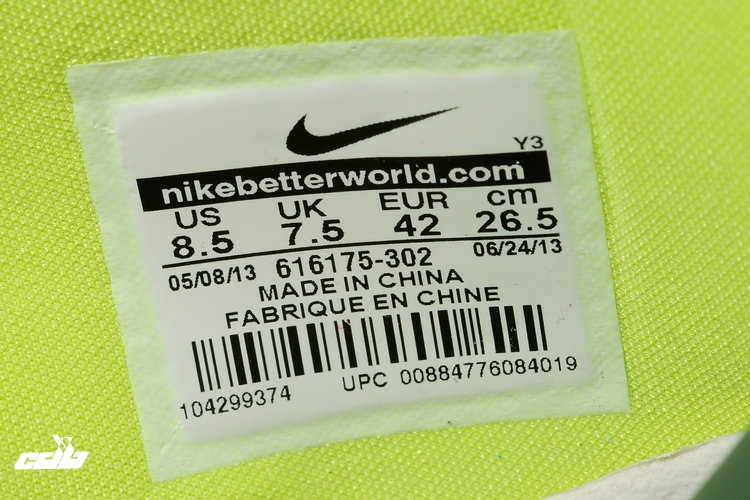 Y3
nikebetterworld.com
US UK EUR cm
8.5 7.5 42 26.5
05/08/13 616175-302 06/24/13
MADE IN CHINA
FABRIQUE EN CHINE
104299374 UPC 00884776084019
cdb